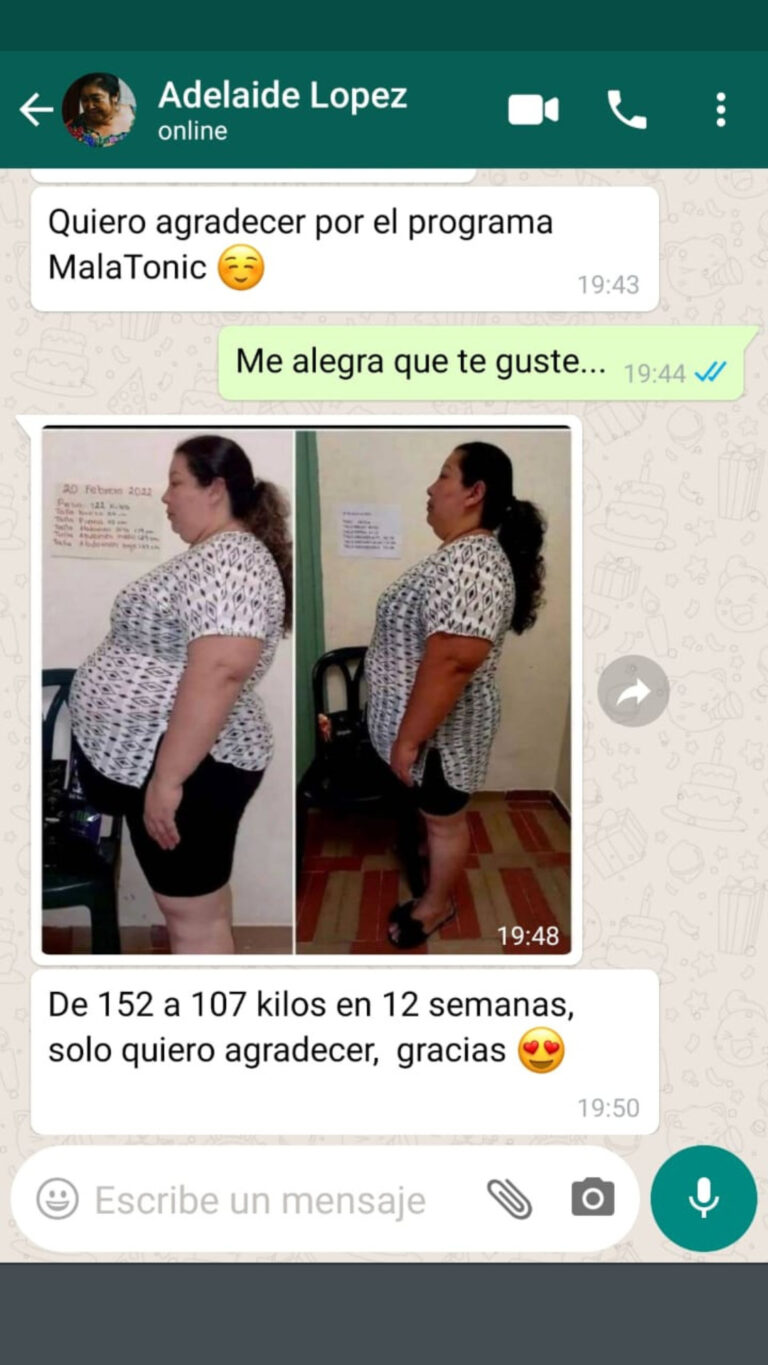 Adelaide Lopez
online
Quiero agradecer por el programa
MalaTonic ☺️
19:43
Me alegra que te guste...
19:44
20 Febrero 2022
Peso: 122 Kilos
19:48
De 152 a 107 kilos en 12 semanas,
solo quiero agradecer, gracias 😍
19:50
Escribe un mensaje